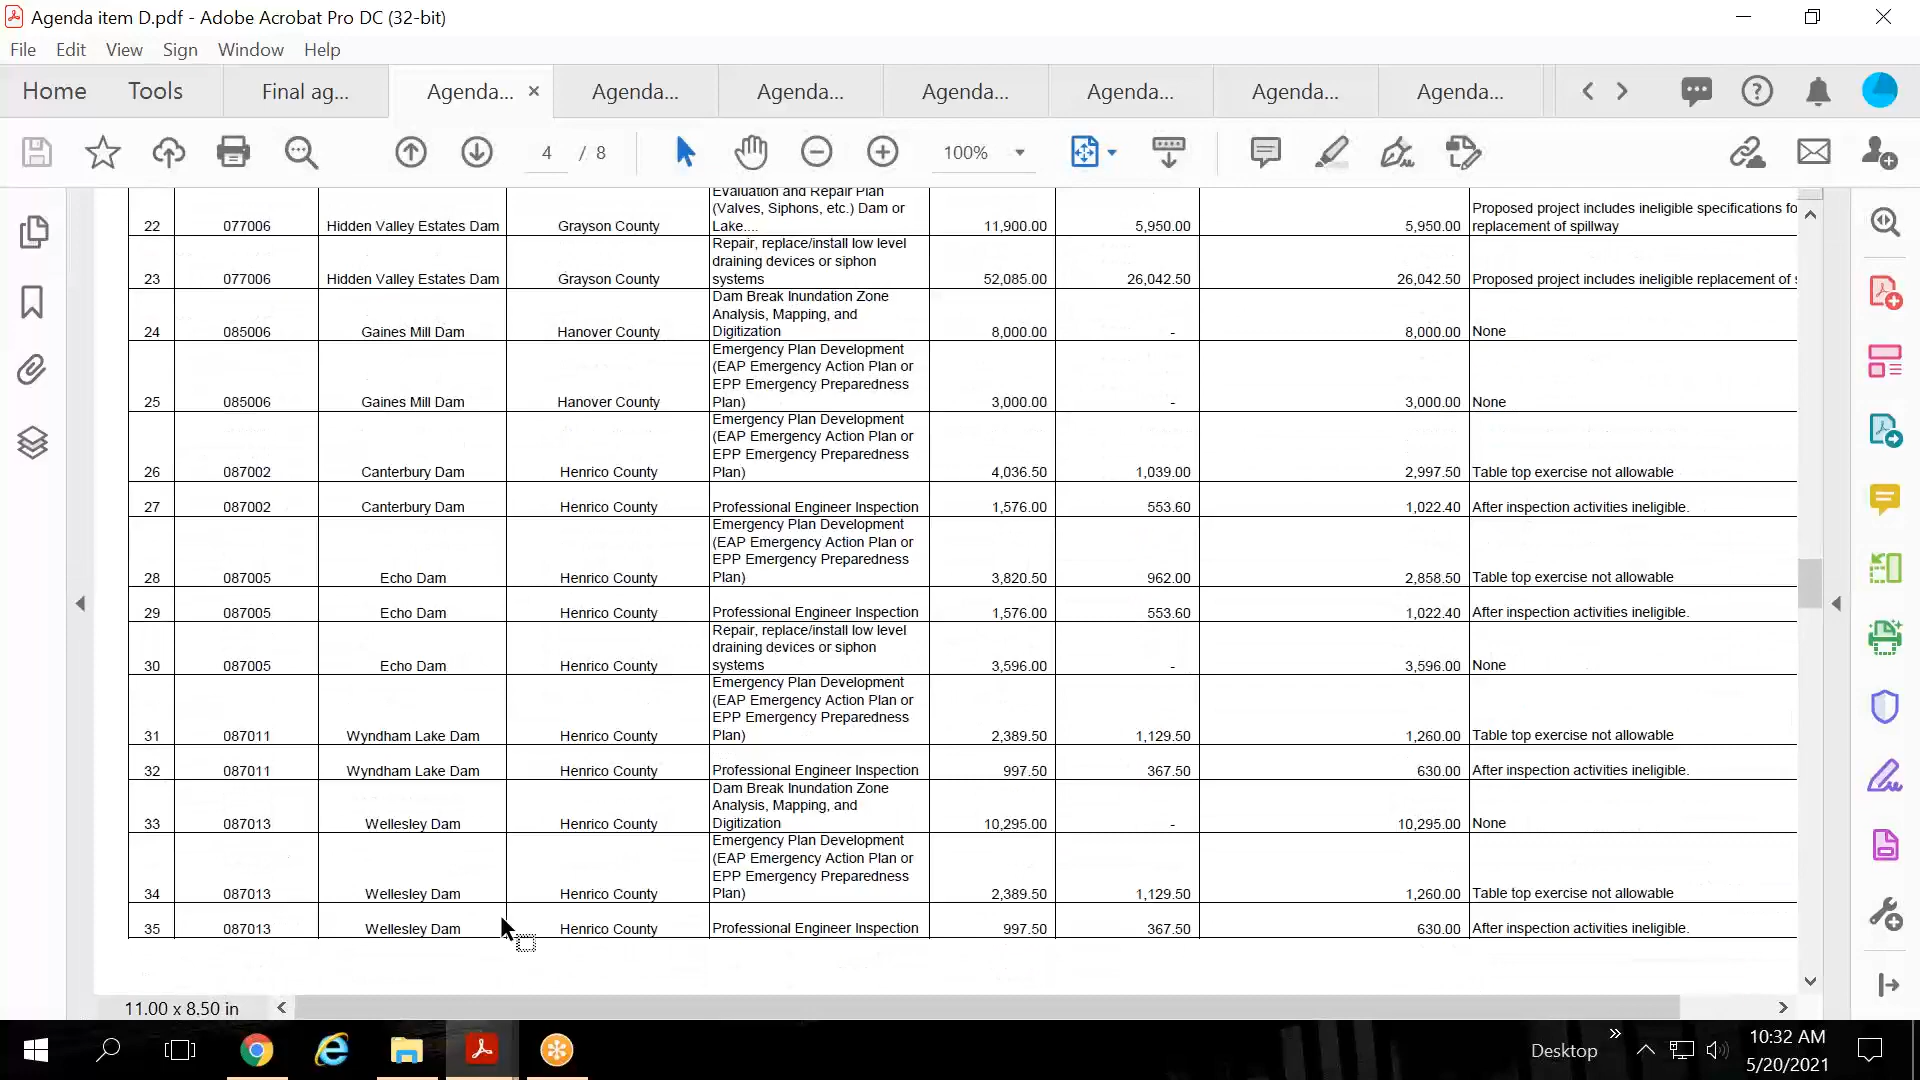 Agenda item D.pdf - Adobe Acrobat Pro DC (32-bit)
File Edit View Sign Window Help
Home Tools Final ag... Agenda... × Agenda... Agenda... Agenda... Agenda... Agenda... Agenda...
4 / 8 100%
Evaluation and Repair Plan
(Valves, Siphons, etc.) Dam or
22 077006 Hidden Valley Estates Dam Grayson County Lake.... 11,900.00 5,950.00 5,950.00 Proposed project includes ineligible specifications fo
replacement of spillway
Repair, replace/install low level
draining devices or siphon
23 077006 Hidden Valley Estates Dam Grayson County systems 52,085.00 26,042.50 26,042.50 Proposed project includes ineligible replacement of
Dam Break Inundation Zone
Analysis, Mapping, and
24 085006 Gaines Mill Dam Hanover County Digitization 8,000.00 - 8,000.00 None
Emergency Plan Development
(EAP Emergency Action Plan or
EPP Emergency Preparedness
25 085006 Gaines Mill Dam Hanover County Plan) 3,000.00 - 3,000.00 None
Emergency Plan Development
(EAP Emergency Action Plan or
EPP Emergency Preparedness
26 087002 Canterbury Dam Henrico County Plan) 4,036.50 1,039.00 2,997.50 Table top exercise not allowable
27 087002 Canterbury Dam Henrico County Professional Engineer Inspection 1,576.00 553.60 1,022.40 After inspection activities ineligible.
Emergency Plan Development
(EAP Emergency Action Plan or
EPP Emergency Preparedness
28 087005 Echo Dam Henrico County Plan) 3,820.50 962.00 2,858.50 Table top exercise not allowable
29 087005 Echo Dam Henrico County Professional Engineer Inspection 1,576.00 553.60 1,022.40 After inspection activities ineligible.
Repair, replace/install low level
draining devices or siphon
30 087005 Echo Dam Henrico County systems 3,596.00 - 3,596.00 None
Emergency Plan Development
(EAP Emergency Action Plan or
EPP Emergency Preparedness
31 087011 Wyndham Lake Dam Henrico County Plan) 2,389.50 1,129.50 1,260.00 Table top exercise not allowable
32 087011 Wyndham Lake Dam Henrico County Professional Engineer Inspection 997.50 367.50 630.00 After inspection activities ineligible.
Dam Break Inundation Zone
Analysis, Mapping, and
33 087013 Wellesley Dam Henrico County Digitization 10,295.00 - 10,295.00 None
Emergency Plan Development
(EAP Emergency Action Plan or
EPP Emergency Preparedness
34 087013 Wellesley Dam Henrico County Plan) 2,389.50 1,129.50 1,260.00 Table top exercise not allowable
35 087013 Wellesley Dam Henrico County Professional Engineer Inspection 997.50 367.50 630.00 After inspection activities ineligible.
11.00 x 8.50 in
Desktop 10:32 AM
5/20/2021